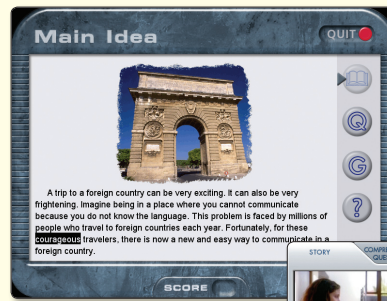 Main Idea
QUIT
Q
G
?
A trip to a foreign country can be very exciting. It can also be very
frightening. Imagine being in a place where you cannot communicate
because you do not know the language. This problem is faced by millions of
people who travel to foreign countries each year. Fortunately, for these
courageous travelers, there is now a new and easy way to communicate in a
foreign country.
STORY
SCORE